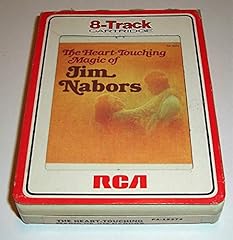 8-Track
CARTRIDGE
The Heart-Touching
Magic of
Jim
Nabors
RCA
THE HEART-TOUCHING